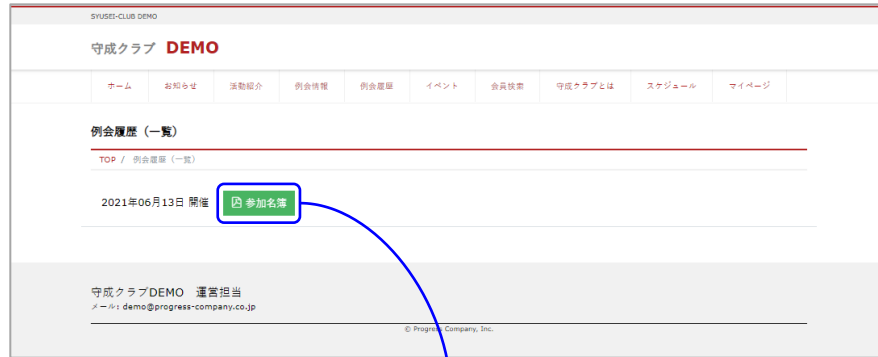 SYUSEI-CLUB DEMO
守成クラブ DEMO
ホーム お知らせ 活動紹介 例会情報 例会履歴 イベント 会員検索 守成クラブとは スケジュール マイページ
例会履歴（一覧）
TOP / 例会履歴（一覧）
2021年06月13日 開催 参加名簿
守成クラブDEMO 運営担当
メール: demo@progress-company.co.jp
© Progress Company, Inc.